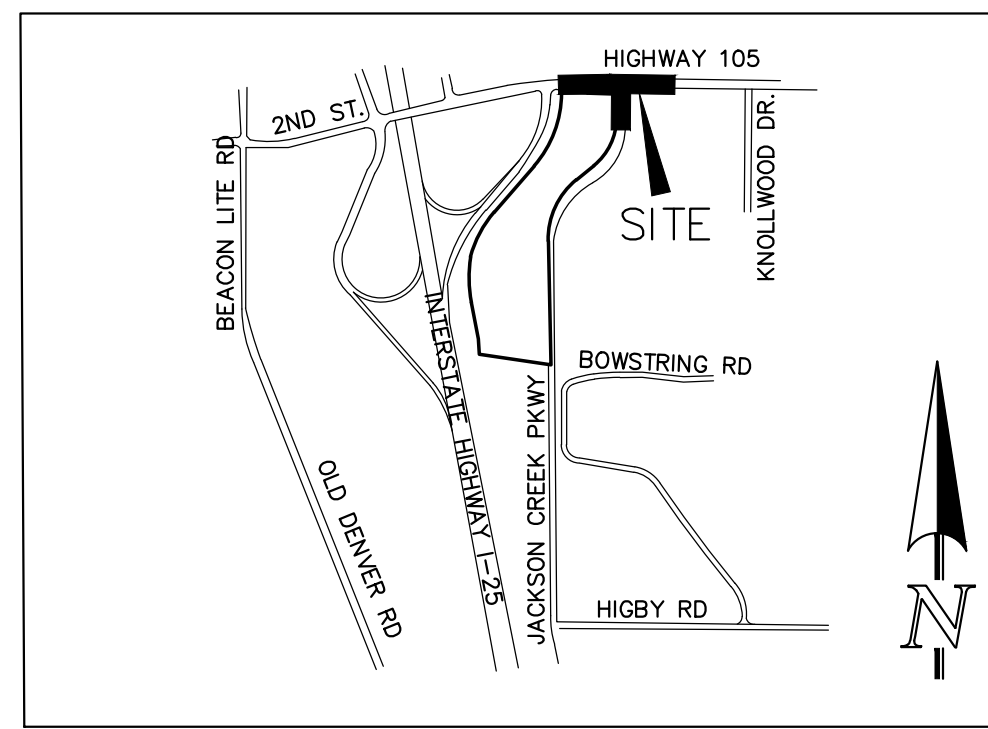 HIGHWAY 105
2ND ST.
KNOLLWOOD DR.
BEACON LITE RD
SITE
INTERSTATE HIGHWAY I-25
BOWSTRING RD
JACKSON CREEK PKWY
OLD DENVER RD
HIGBY RD
N